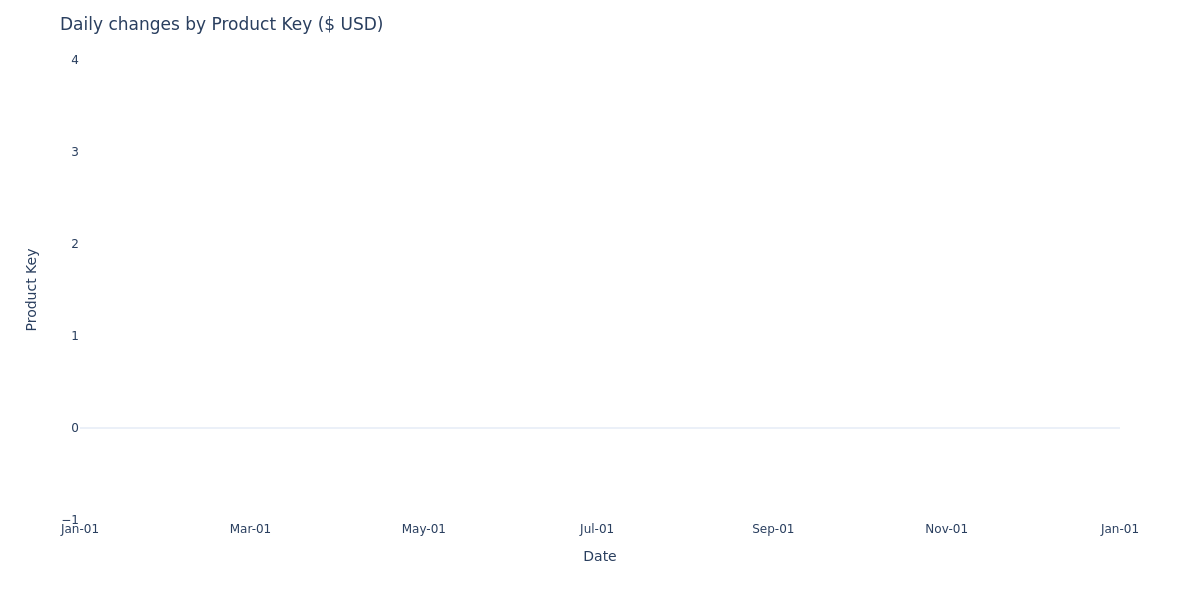 Daily changes by Product Key ($ USD)
4
3
2
1
0
−1
Product Key
Jan-01 Mar-01 May-01 Jul-01 Sep-01 Nov-01 Jan-01
Date